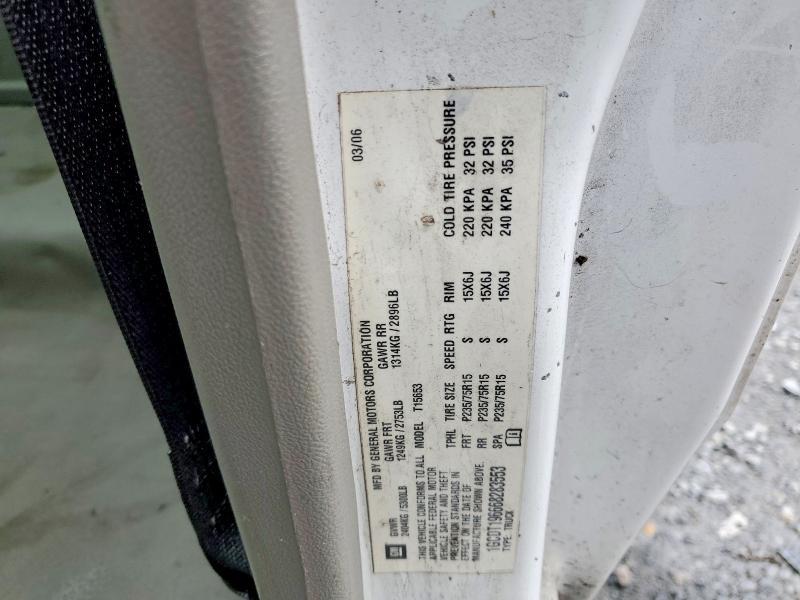 MFD BY GENERAL MOTORS CORPORATION 03/06
GM GVWR GAWR FRT GAWR RR
2404KG / 5300LB 1249KG / 2753LB 1314KG / 2896LB
THIS VEHICLE CONFORMS TO ALL
APPLICABLE FEDERAL MOTOR
VEHICLE SAFETY AND THEFT
PREVENTION STANDARDS IN
EFFECT ON THE DATE OF
MANUFACTURE SHOWN ABOVE.
TYPE: TRUCK
MODEL T15653
TPHL TIRE SIZE SPEED RTG RIM COLD TIRE PRESSURE
FRT P235/75R15 S 15X6J 220 KPA 32 PSI
RR P235/75R15 S 15X6J 220 KPA 32 PSI
SPA P235/75R15 S 15X6J 240 KPA 35 PSI